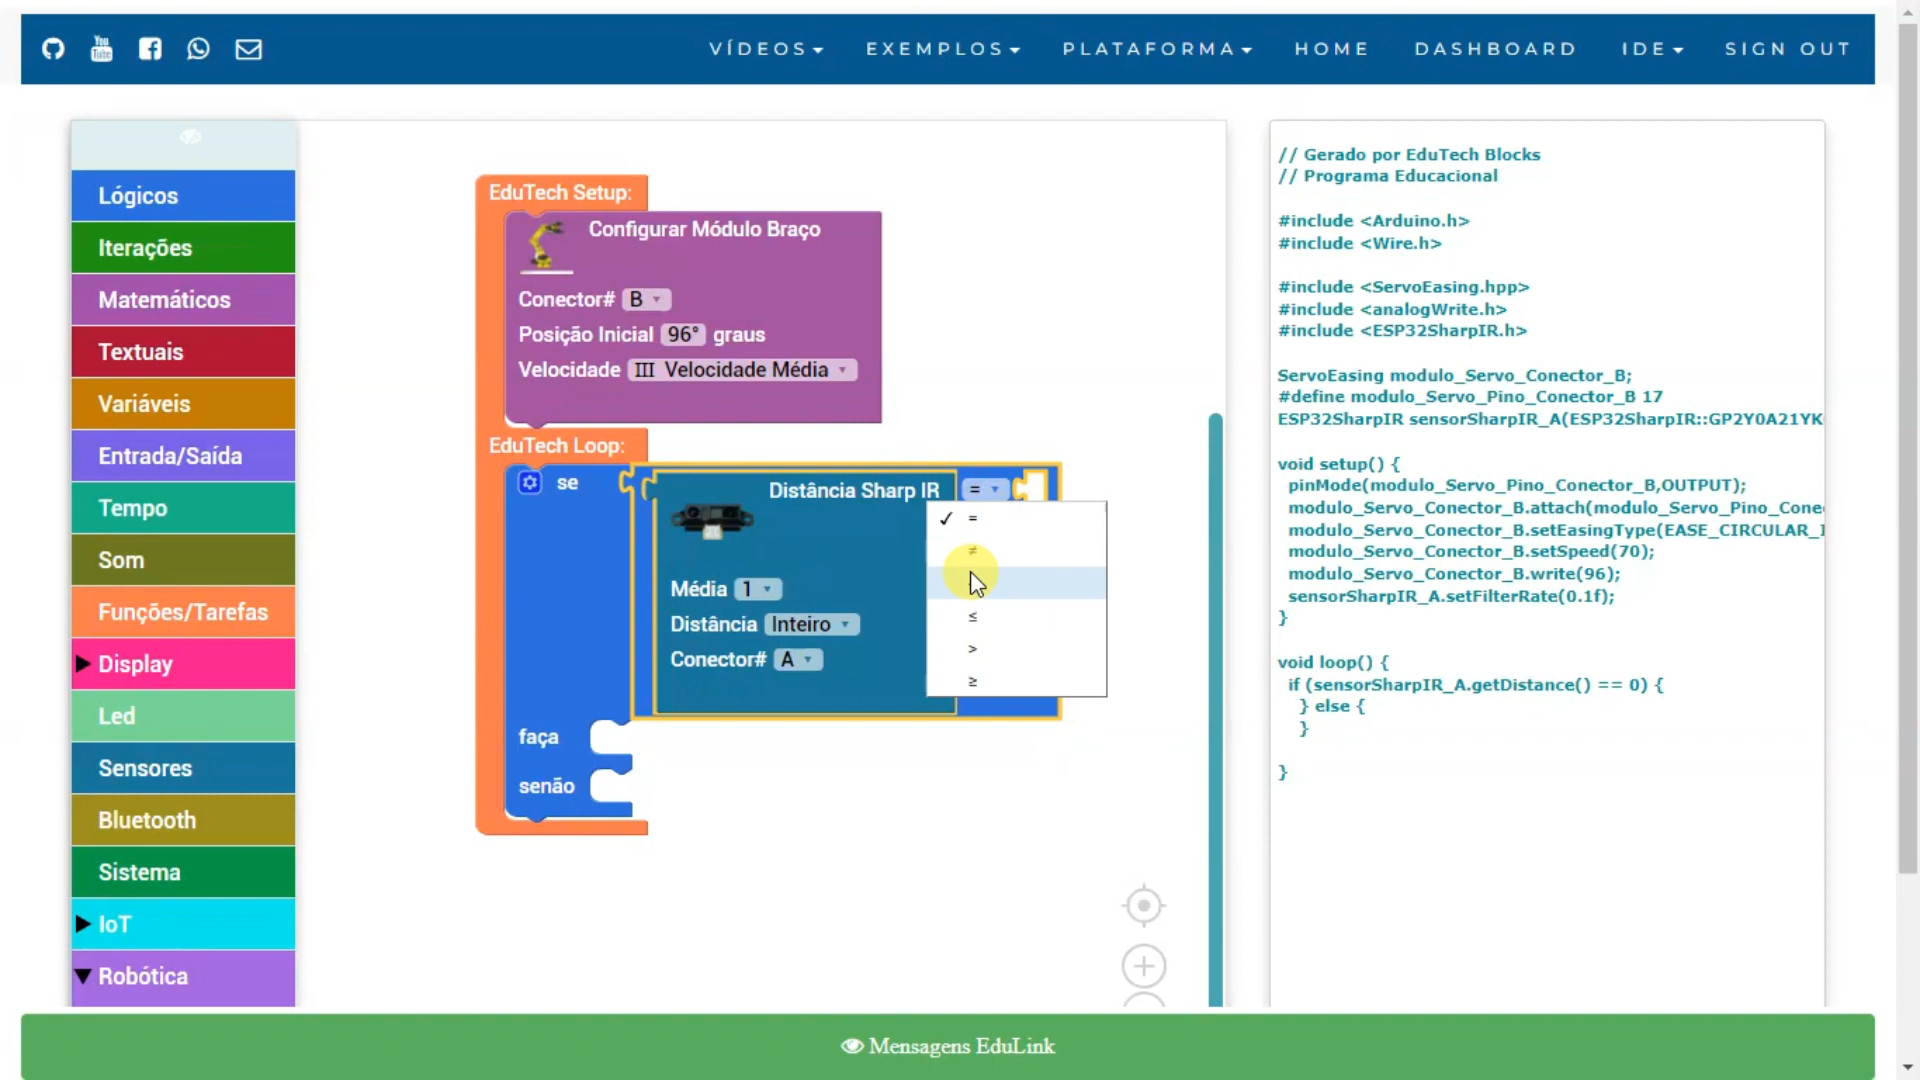 VÍDEOS
EXEMPLOS
PLATAFORMA
HOME
DASHBOARD
IDE
SIGN OUT
Lógicos
Iterações
Matemáticos
Textuais
Variáveis
Entrada/Saída
Tempo
Som
Funções/Tarefas
Display
Led
Sensores
Bluetooth
Sistema
IoT
Robótica
EduTech Setup:
Configurar Módulo Braço
Conector# B
Posição Inicial 96° graus
Velocidade III Velocidade Média
EduTech Loop:
se
Distância Sharp IR =
Média 1
Distância Inteiro
Conector# A
✓ =
≠
≤
>
≥
faça
senão
// Gerado por EduTech Blocks
// Programa Educacional
#include <Arduino.h>
#include <Wire.h>
#include <ServoEasing.hpp>
#include <analogWrite.h>
#include <ESP32SharpIR.h>
ServoEasing modulo_Servo_Conector_B;
#define modulo_Servo_Pino_Conector_B 17
ESP32SharpIR sensorSharpIR_A(ESP32SharpIR::GP2Y0A21YK
void setup() {
pinMode(modulo_Servo_Pino_Conector_B,OUTPUT);
modulo_Servo_Conector_B.attach(modulo_Servo_Pino_Cone
modulo_Servo_Conector_B.setEasingType(EASE_CIRCULAR_I
modulo_Servo_Conector_B.setSpeed(70);
modulo_Servo_Conector_B.write(96);
sensorSharpIR_A.setFilterRate(0.1f);
}
void loop() {
if (sensorSharpIR_A.getDistance() == 0) {
} else {
}
}
Mensagens EduLink